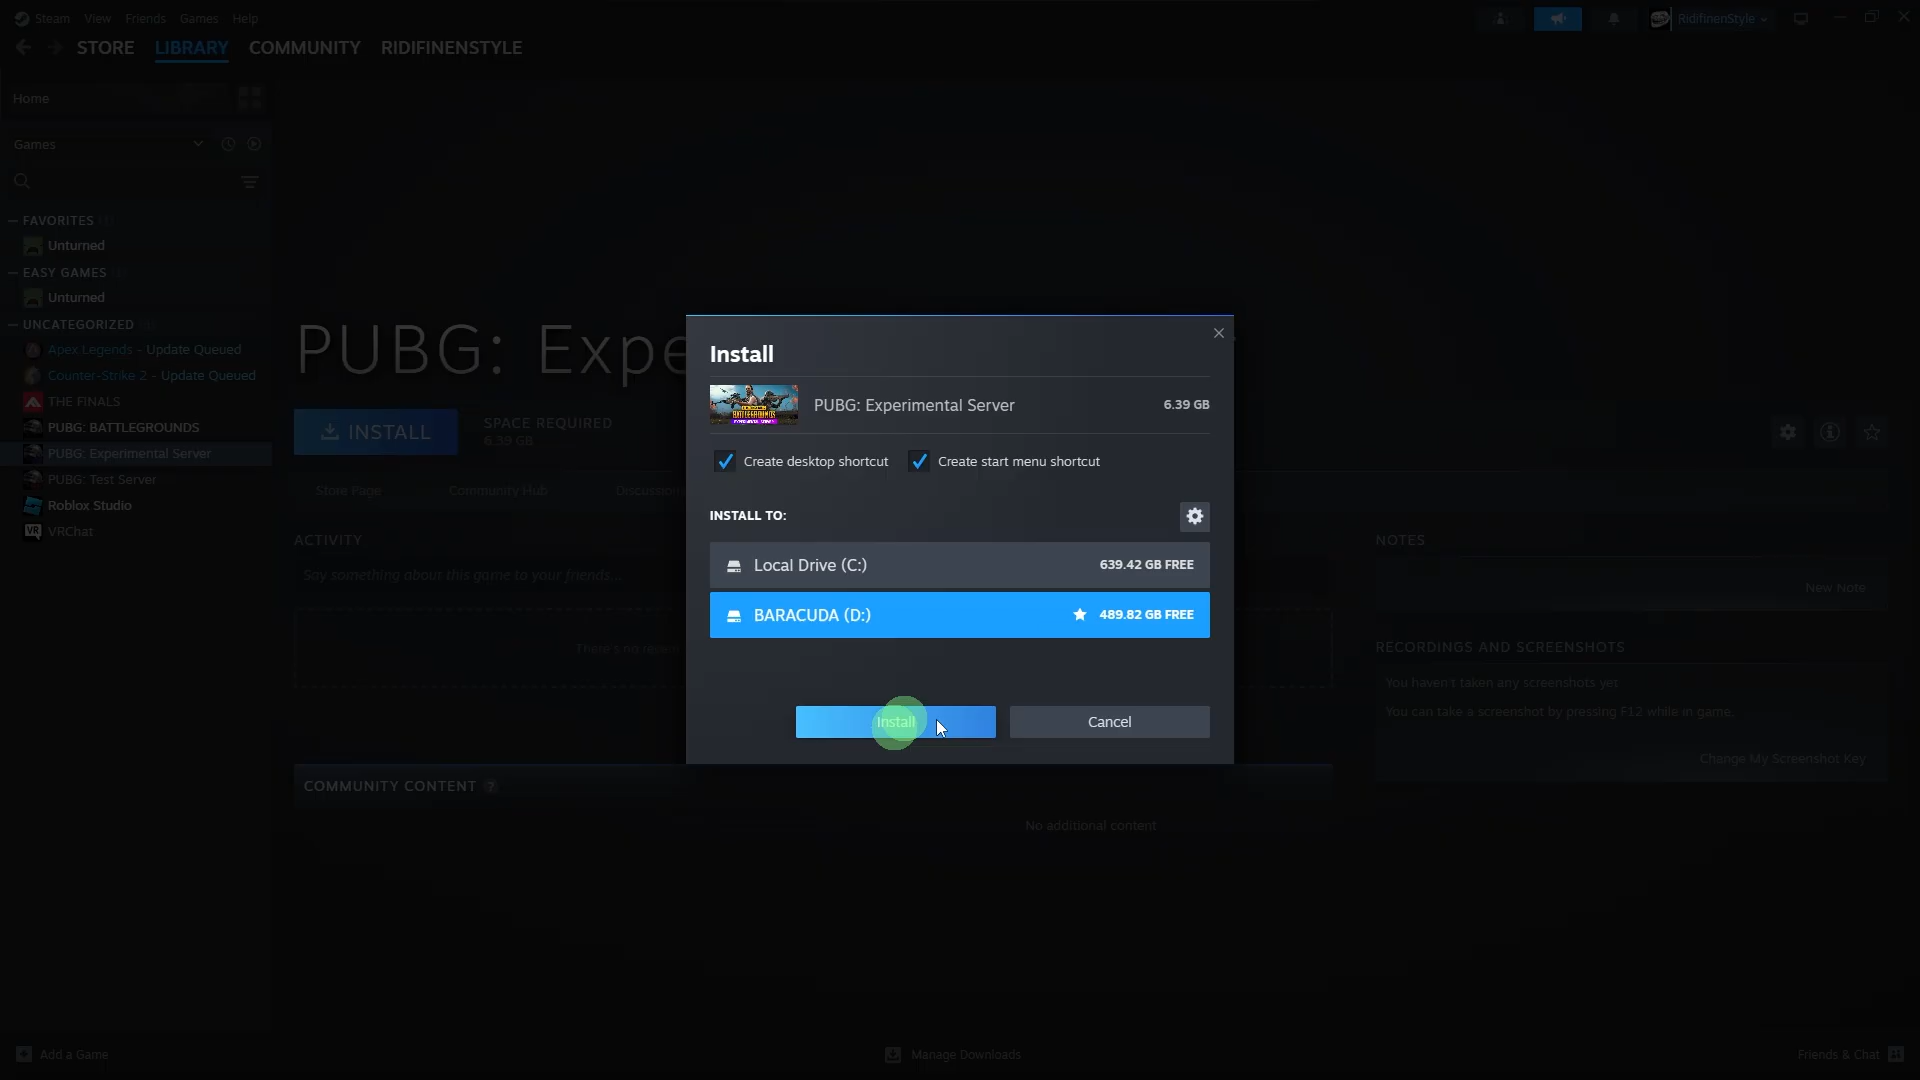 Steam View Friends Games Help
RidifinenStyle
STORE LIBRARY COMMUNITY RIDIFINENSTYLE
Home
Games
FAVORITES
Unturned
EASY GAMES
Unturned
UNCATEGORIZED
Apex Legends - Update Queued
Counter-Strike 2 - Update Queued
THE FINALS
PUBG: BATTLEGROUNDS
PUBG: Experimental Server
PUBG: Test Server
Roblox Studio
VRChat
PUBG: Expe
INSTALL
SPACE REQUIRED
6.39 GB
Store Page Community Hub Discussions
ACTIVITY
Say something about this game to your friends...
There's no recen
COMMUNITY CONTENT ?
No additional content
Install
PUBG: Experimental Server 6.39 GB
Create desktop shortcut Create start menu shortcut
INSTALL TO:
Local Drive (C:) 639.42 GB FREE
BARACUDA (D:) 489.82 GB FREE
Install Cancel
NOTES
New Note
RECORDINGS AND SCREENSHOTS
You haven't taken any screenshots yet
You can take a screenshot by pressing F12 while in game.
Change My Screenshot Key
Add a Game
Manage Downloads
Friends & Chat